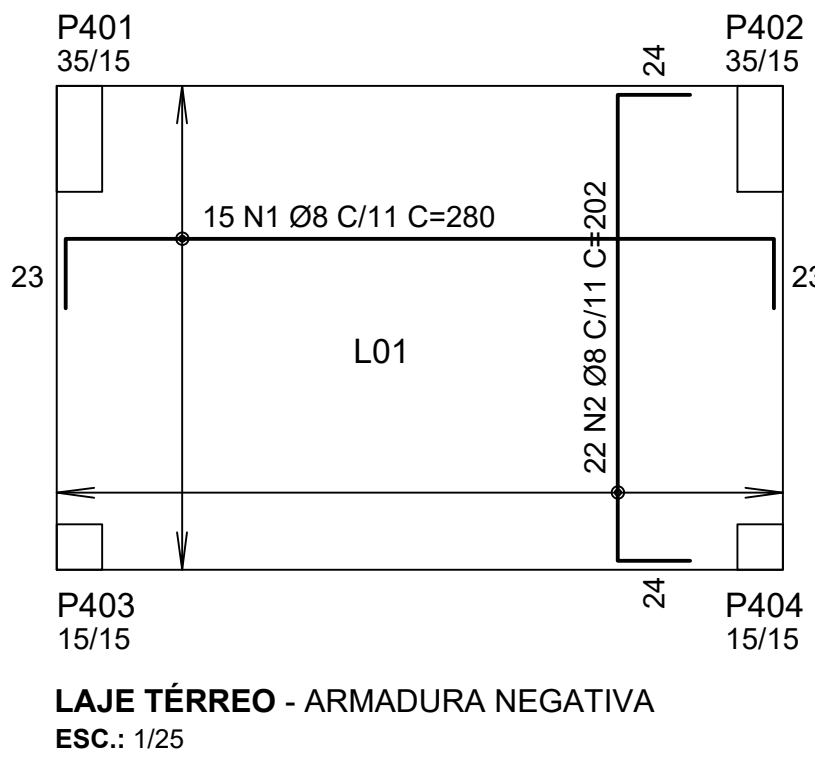 P401
35/15
P402
35/15
24
15 N1 Ø8 C/11 C=280
22 N2 Ø8 C/11 C=202
23
23
L01
24
P403
15/15
P404
15/15
LAJE TÉRREO - ARMADURA NEGATIVA
ESC.: 1/25